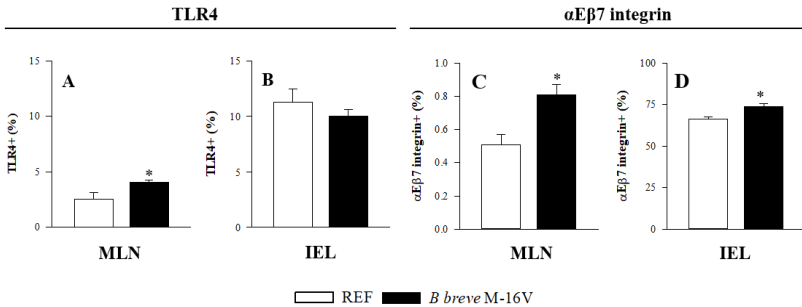 TLR4
αEβ7 integrin
A
TLR4+ (%)
15
10
5
0
*
MLN
B
TLR4+ (%)
15
10
5
0
IEL
C
αEβ7 integrin+ (%)
1.0
0.8
0.6
0.4
0.2
0.0
*
MLN
D
αEβ7 integrin+ (%)
100
75
50
25
0
*
IEL
REF
B breve M-16V